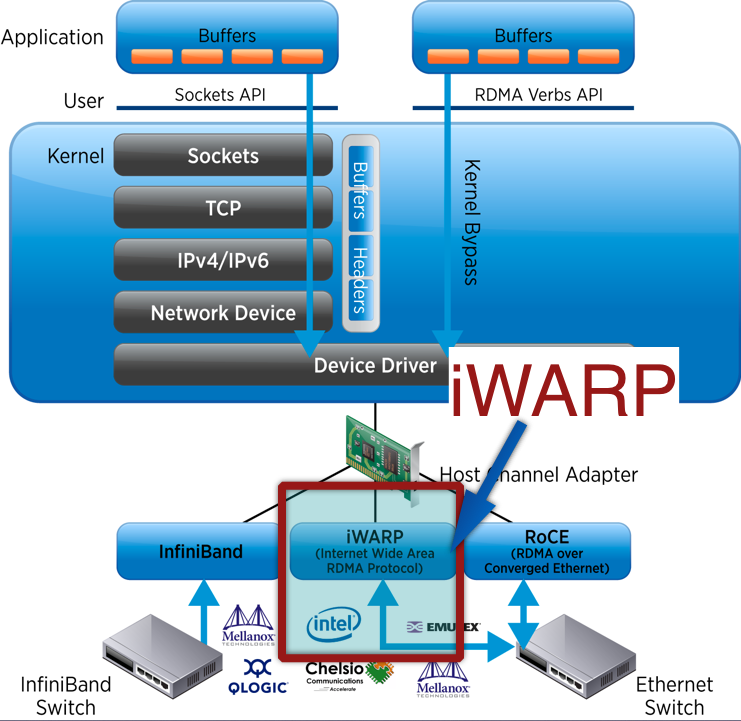 Application
Buffers
Buffers
User
Sockets API
RDMA Verbs API
Kernel
Sockets
TCP
IPv4/IPv6
Network Device
Buffers
Headers
Kernel Bypass
Device Driver
iWARP
Host Channel Adapter
InfiniBand
iWARP
(Internet Wide Area
RDMA Protocol)
RoCE
(RDMA over
Converged Ethernet)
Mellanox
TECHNOLOGIES
intel
EMULEX
QLOGIC
Chelsio
Communications
Accelerate
Mellanox
TECHNOLOGIES
InfiniBand
Switch
Ethernet
Switch